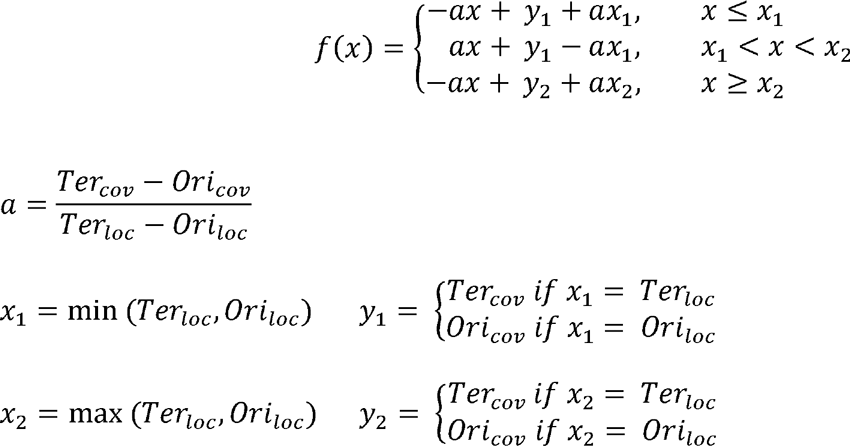 −ax + y₁ + ax₁, x ≤ x₁
f(x) = { ax + y₁ − ax₁, x₁ < x < x₂
−ax + y₂ + ax₂, x ≥ x₂
a = (Ter_cov − Ori_cov) / (Ter_loc − Ori_loc)
x₁ = min (Ter_loc, Ori_loc) y₁ = { Ter_cov if x₁ = Ter_loc
Ori_cov if x₁ = Ori_loc
x₂ = max (Ter_loc, Ori_loc) y₂ = { Ter_cov if x₂ = Ter_loc
Ori_cov if x₂ = Ori_loc